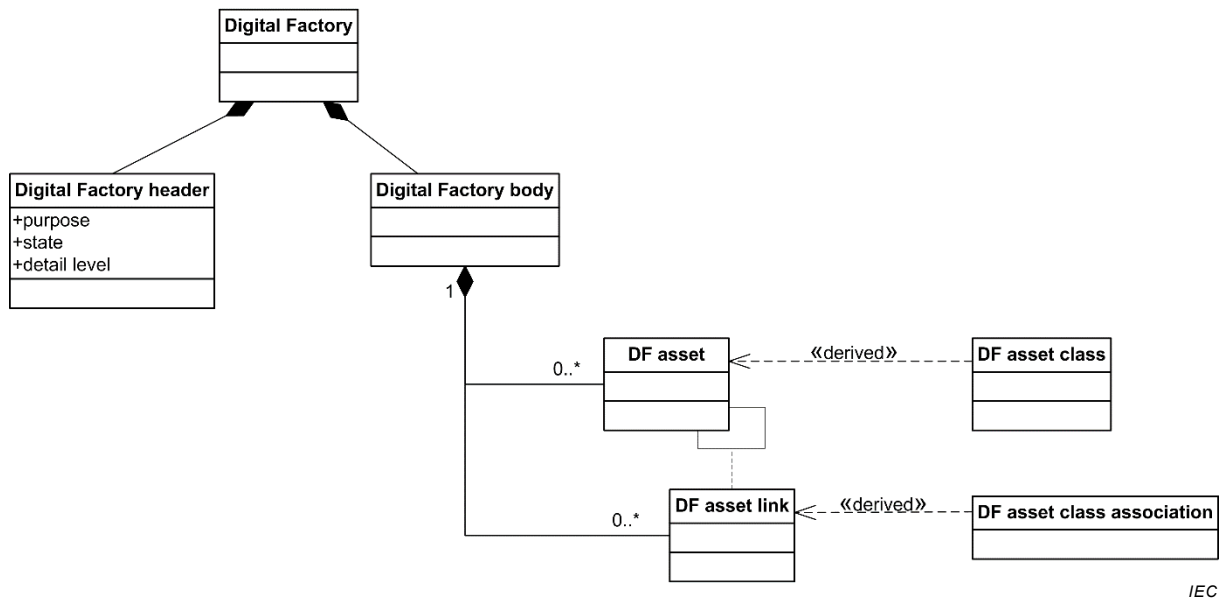 Digital Factory
Digital Factory header
+purpose
+state
+detail level
Digital Factory body
1
0..*
DF asset
«derived»
DF asset class
0..*
DF asset link
«derived»
DF asset class association
IEC